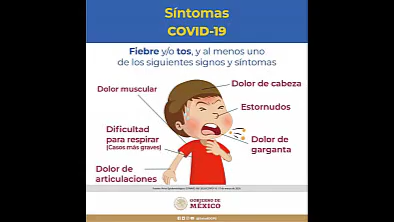 Síntomas
COVID-19
Fiebre y/o tos, y al menos uno
de los siguientes signos y síntomas
Dolor de cabeza
Dolor muscular
Estornudos
Dificultad
para respirar
(Casos más graves)
Dolor de
garganta
Dolor de
articulaciones
GOBIERNO DE
MÉXICO